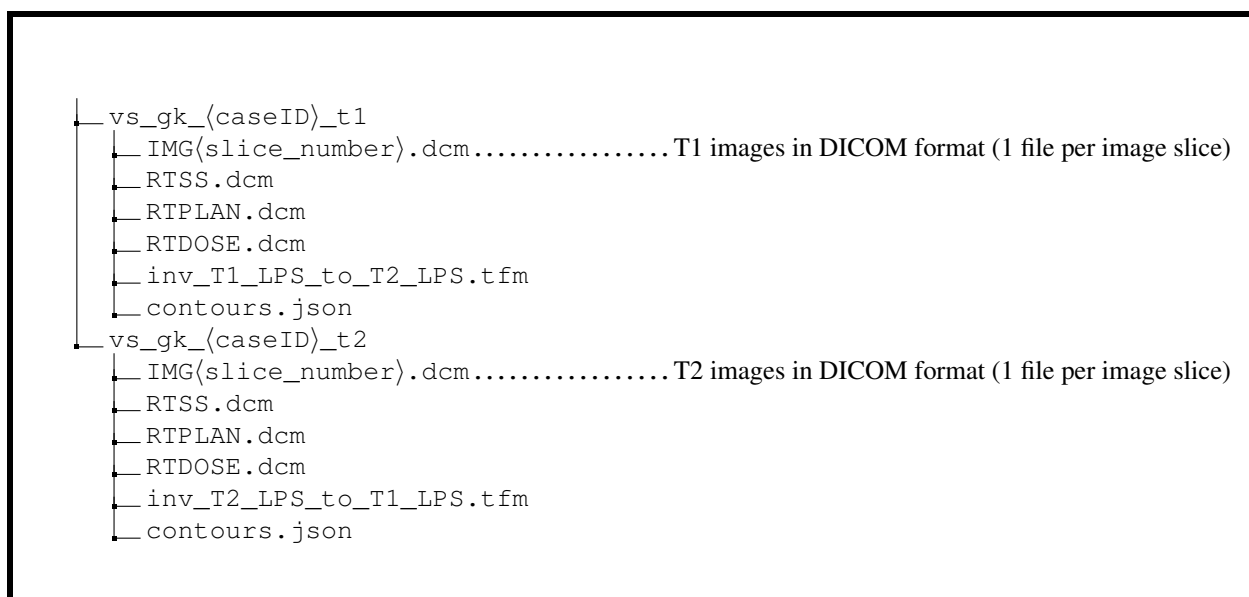 vs_gk_⟨caseID⟩_t1
IMG⟨slice_number⟩.dcm.................T1 images in DICOM format (1 file per image slice)
RTSS.dcm
RTPLAN.dcm
RTDOSE.dcm
inv_T1_LPS_to_T2_LPS.tfm
contours.json
vs_gk_⟨caseID⟩_t2
IMG⟨slice_number⟩.dcm.................T2 images in DICOM format (1 file per image slice)
RTSS.dcm
RTPLAN.dcm
RTDOSE.dcm
inv_T2_LPS_to_T1_LPS.tfm
contours.json